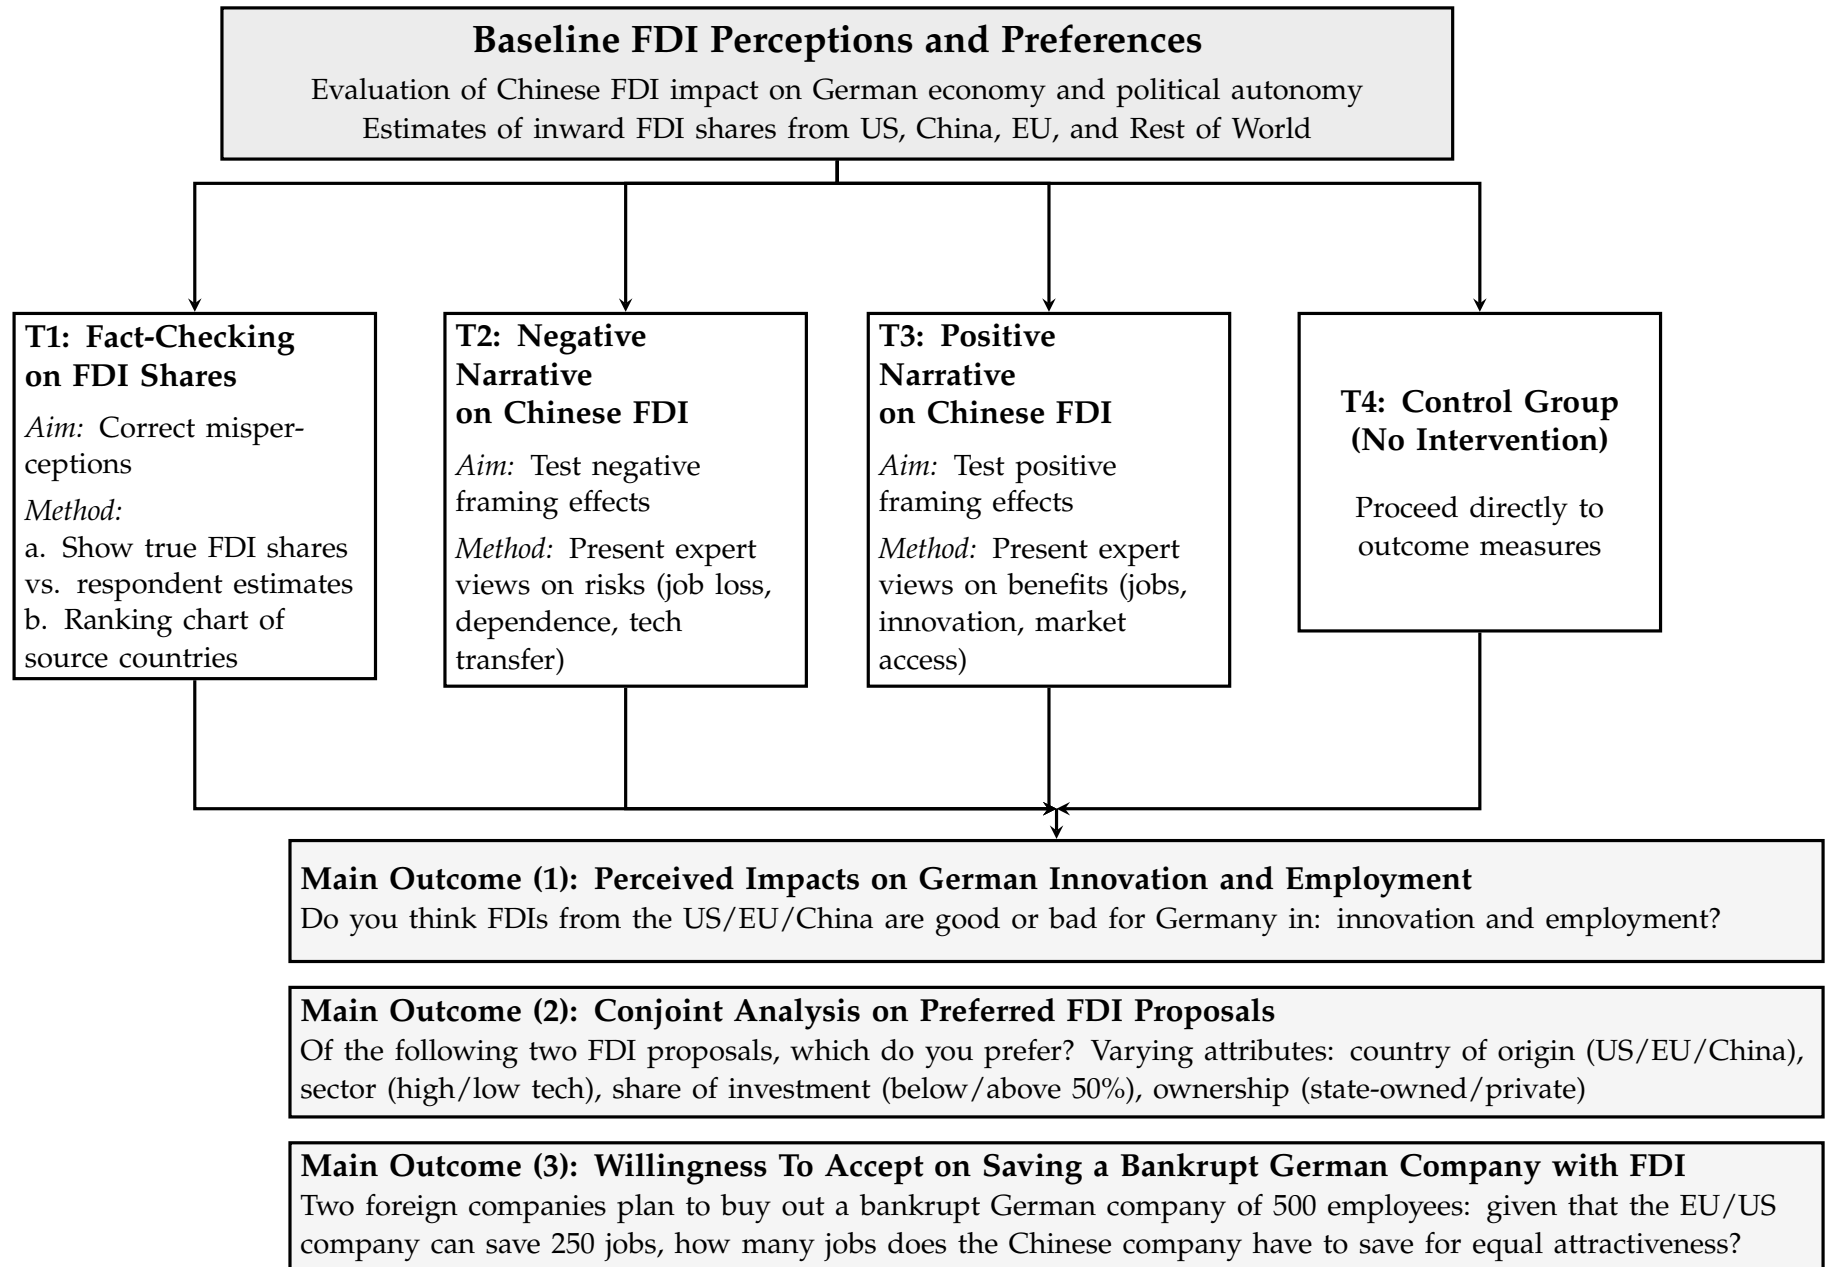 Baseline FDI Perceptions and Preferences
Evaluation of Chinese FDI impact on German economy and political autonomy
Estimates of inward FDI shares from US, China, EU, and Rest of World
T1: Fact-Checking
on FDI Shares
Aim: Correct misper-
ceptions
Method:
a. Show true FDI shares
vs. respondent estimates
b. Ranking chart of
source countries
T2: Negative
Narrative
on Chinese FDI
Aim: Test negative
framing effects
Method: Present expert
views on risks (job loss,
dependence, tech
transfer)
T3: Positive
Narrative
on Chinese FDI
Aim: Test positive
framing effects
Method: Present expert
views on benefits (jobs,
innovation, market
access)
T4: Control Group
(No Intervention)
Proceed directly to
outcome measures
Main Outcome (1): Perceived Impacts on German Innovation and Employment
Do you think FDIs from the US/EU/China are good or bad for Germany in: innovation and employment?
Main Outcome (2): Conjoint Analysis on Preferred FDI Proposals
Of the following two FDI proposals, which do you prefer? Varying attributes: country of origin (US/EU/China),
sector (high/low tech), share of investment (below/above 50%), ownership (state-owned/private)
Main Outcome (3): Willingness To Accept on Saving a Bankrupt German Company with FDI
Two foreign companies plan to buy out a bankrupt German company of 500 employees: given that the EU/US
company can save 250 jobs, how many jobs does the Chinese company have to save for equal attractiveness?